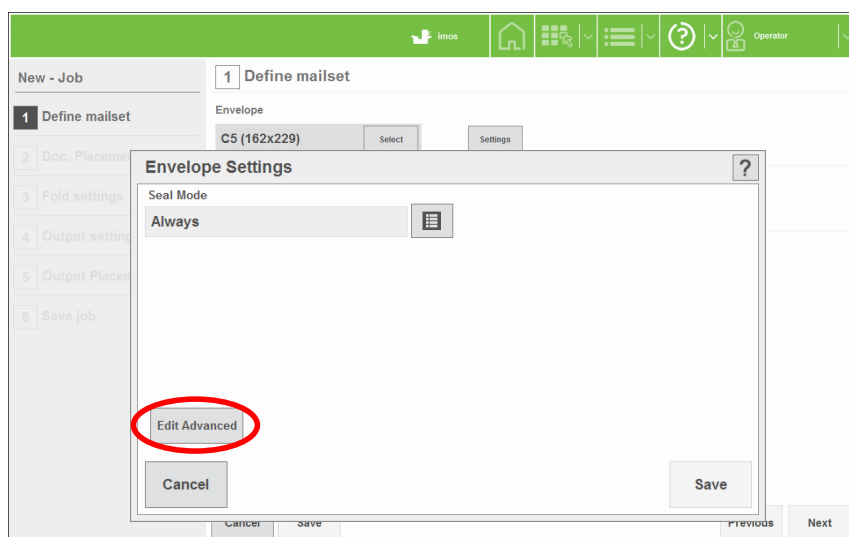 imos
Operator
New - Job
1 Define mailset
1 Define mailset
Envelope
C5 (162x229)
Select
Settings
2 Doc. Placeme
3 Fold settings
4 Output setting
5 Output Placem
6 Save job
Envelope Settings
?
Seal Mode
Always
Edit Advanced
Cancel
Save
Cancel
Save
Previous
Next